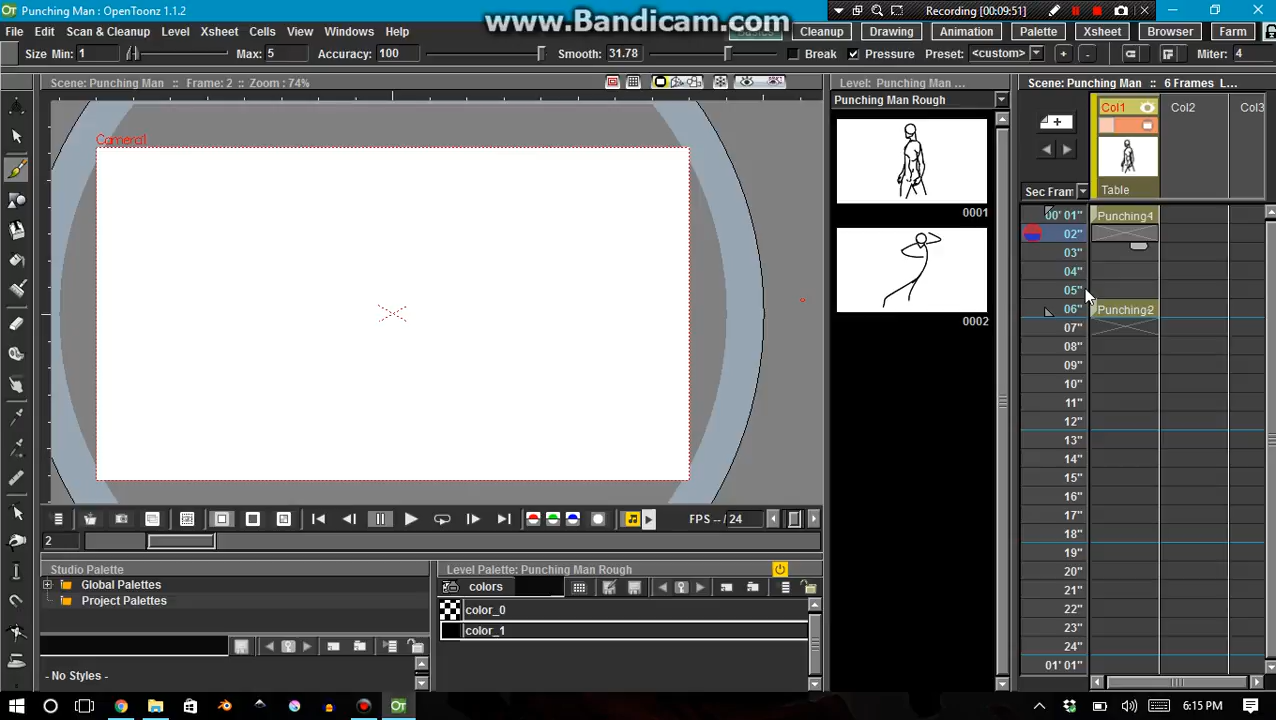 Punching Man : OpenToonz 1.1.2
www.Bandicam.com
Recording [00:09:51]
File Edit Scan & Cleanup Level Xsheet Cells View Windows Help
Cleanup Drawing Animation Palette Xsheet Browser Farm
Size Min: 1 Max: 5 Accuracy: 100 Smooth: 31.78 Break Pressure Preset: <custom> + - Miter: 4
Scene: Punching Man :: Frame: 2 :: Zoom : 74%
Level: Punching Man ...
Scene: Punching Man :: 6 Frames L...
Camera1
Punching Man Rough
0001
0002
Col1 Col2 Col3
Sec Fram
Table
00' 01" Punching1
02"
03"
04"
05"
06" Punching2
07"
08"
09"
10"
11"
12"
13"
14"
15"
16"
17"
18"
19"
20"
21"
22"
23"
24"
01' 01"
FPS -- / 24
2
Studio Palette
Global Palettes
Project Palettes
- No Styles -
Level Palette: Punching Man Rough
colors
color_0
color_1
6:15 PM